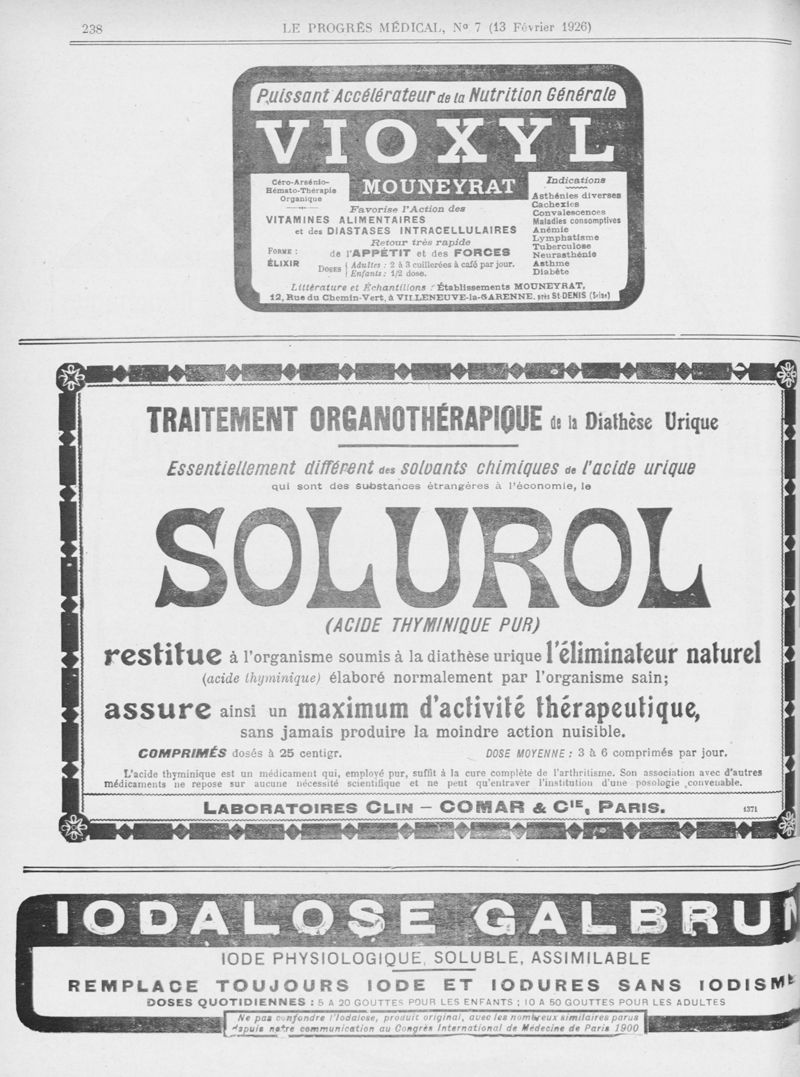 238
LE PROGRÈS MÉDICAL, Nº 7 (13 Février 1926)
Puissant Accélérateur de la Nutrition Générale
VIOXYL
MOUNEYRAT
Céro-Arsénio-
Hémato-Thérapie
Organique
Favorise l'Action des
VITAMINES ALIMENTAIRES
et des DIASTASES INTRACELLULAIRES
Retour très rapide
de l'APPÉTIT et des FORCES
FORME :
ÉLIXIR
DOSES
Adultes : 2 à 3 cuillerées à café par jour.
Enfants : 1/2 dose.
Indications
Asthénies diverses
Cachexies
Convalescences
Maladies consomptives
Anémie
Lymphatisme
Tuberculose
Neurasthénie
Asthme
Diabète
Littérature et Échantillons : Établissements MOUNEYRAT,
12, Rue du Chemin-Vert, à VILLENEUVE-la-GARENNE, près St-DENIS (Seine)
TRAITEMENT ORGANOTHÉRAPIQUE de la Diathèse Urique
Essentiellement différent des solvants chimiques de l'acide urique
qui sont des substances étrangères à l'économie, le
SOLUROL
(ACIDE THYMINIQUE PUR)
restitue à l'organisme soumis à la diathèse urique l'éliminateur naturel
(acide thyminique) élaboré normalement par l'organisme sain;
assure ainsi un maximum d'activité thérapeutique,
sans jamais produire la moindre action nuisible.
COMPRIMÉS dosés à 25 centigr. DOSE MOYENNE : 3 à 6 comprimés par jour.
L'acide thyminique est un médicament qui, employé pur, suffit à la cure complète de l'arthritisme. Son association avec d'autres
médicaments ne repose sur aucune nécessité scientifique et ne peut qu'entraver l'institution d'une posologie convenable.
LABORATOIRES CLIN – COMAR & CIE, PARIS. 1371
IODALOSE GALBRUN
IODE PHYSIOLOGIQUE, SOLUBLE, ASSIMILABLE
REMPLACE TOUJOURS IODE ET IODURES SANS IODISME
DOSES QUOTIDIENNES : 5 A 20 GOUTTES POUR LES ENFANTS ; 10 A 50 GOUTTES POUR LES ADULTES
Ne pas confondre l'Iodalose, produit original, avec les nombreux similaires parus
depuis notre communication au Congrès International de Médecine de Paris 1900